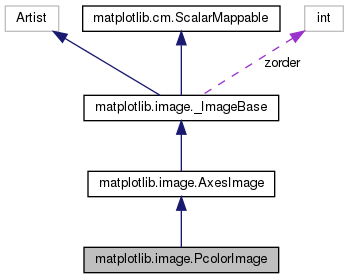 Artist
matplotlib.cm.ScalarMappable
int
zorder
matplotlib.image._ImageBase
matplotlib.image.AxesImage
matplotlib.image.PcolorImage